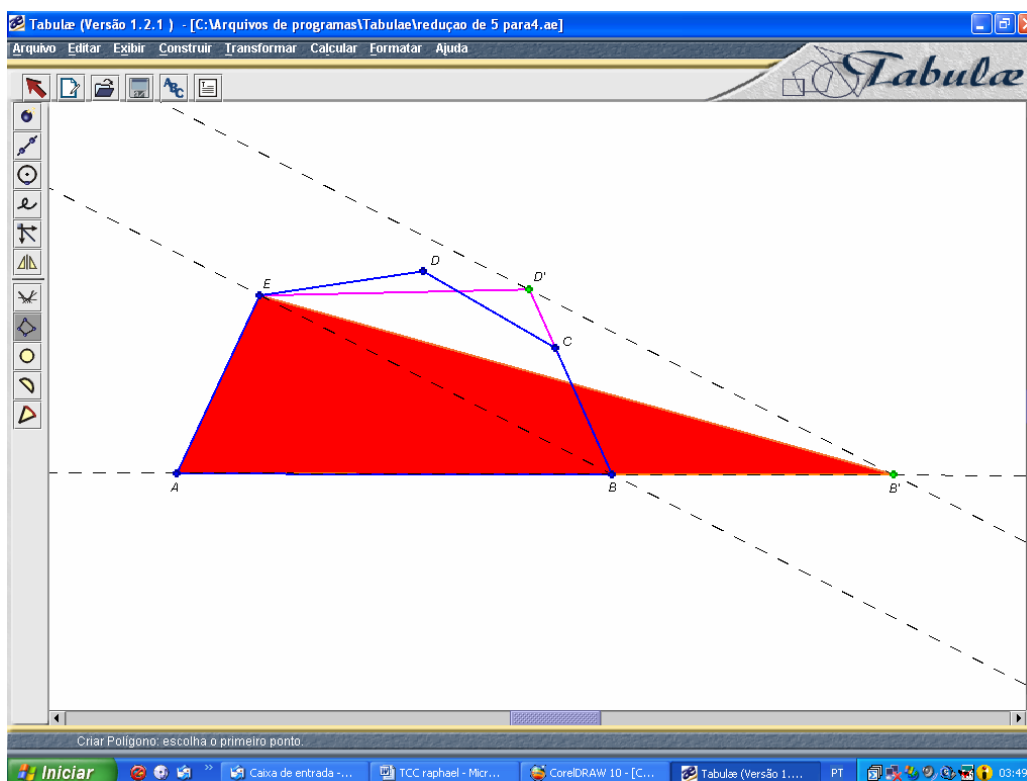 Tabulæ (Versão 1.2.1 ) - [C:\Arquivos de programas\Tabulae\reduçao de 5 para4.ae]
Arquivo Editar Exibir Construir Transformar Calcular Formatar Ajuda
Tabulæ
ABC
D
D'
E
C
A
B
B'
Criar Polígono: escolha o primeiro ponto.
Iniciar
Caixa de entrada -...
TCC raphael - Micr...
CorelDRAW 10 - [C...
Tabulæ (Versão 1....
PT